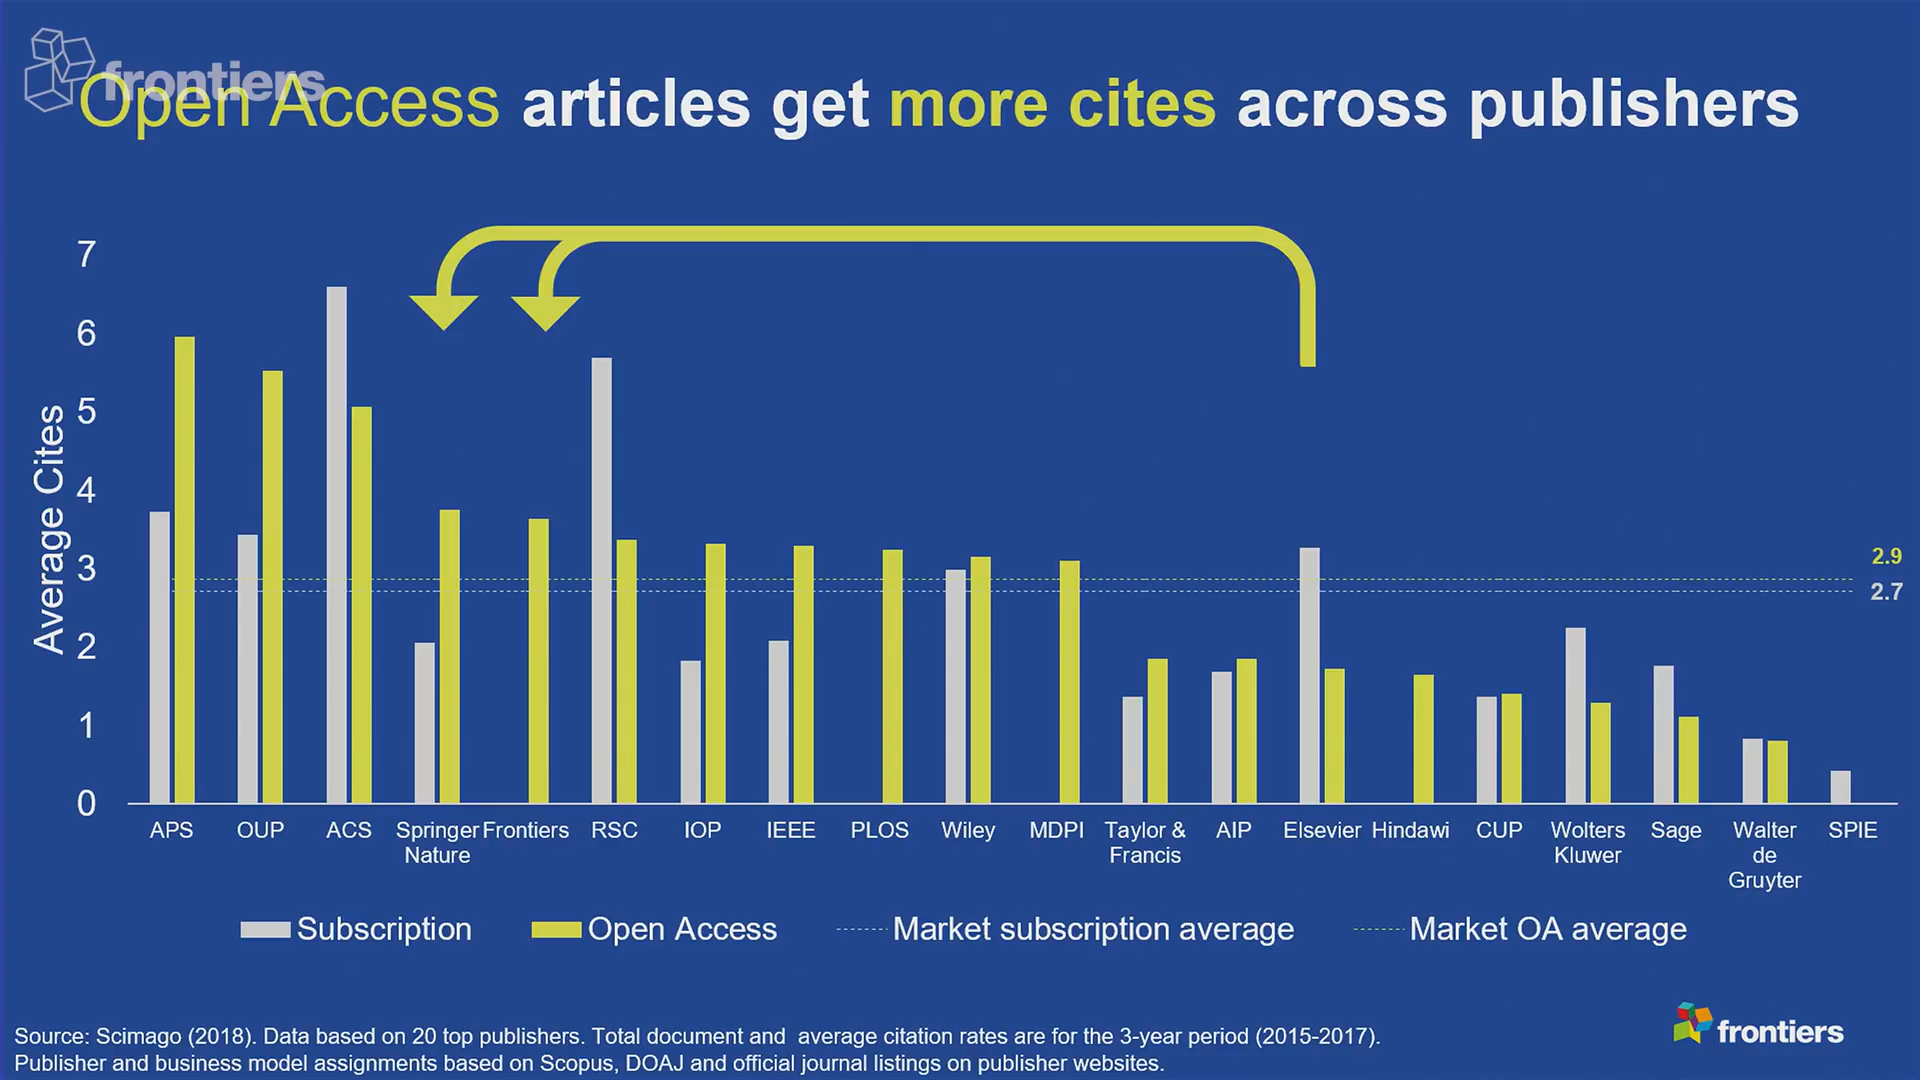 frontiers
Open Access articles get more cites across publishers
7
6
5
4
3
2
1
0
Average Cites
2.9
2.7
APS
OUP
ACS
Springer
Nature
Frontiers
RSC
IOP
IEEE
PLOS
Wiley
MDPI
Taylor &
Francis
AIP
Elsevier
Hindawi
CUP
Wolters
Kluwer
Sage
Walter
de
Gruyter
SPIE
Subscription
Open Access
Market subscription average
Market OA average
Source: Scimago (2018). Data based on 20 top publishers. Total document and  average citation rates are for the 3-year period (2015-2017).
Publisher and business model assignments based on Scopus, DOAJ and official journal listings on publisher websites.
frontiers